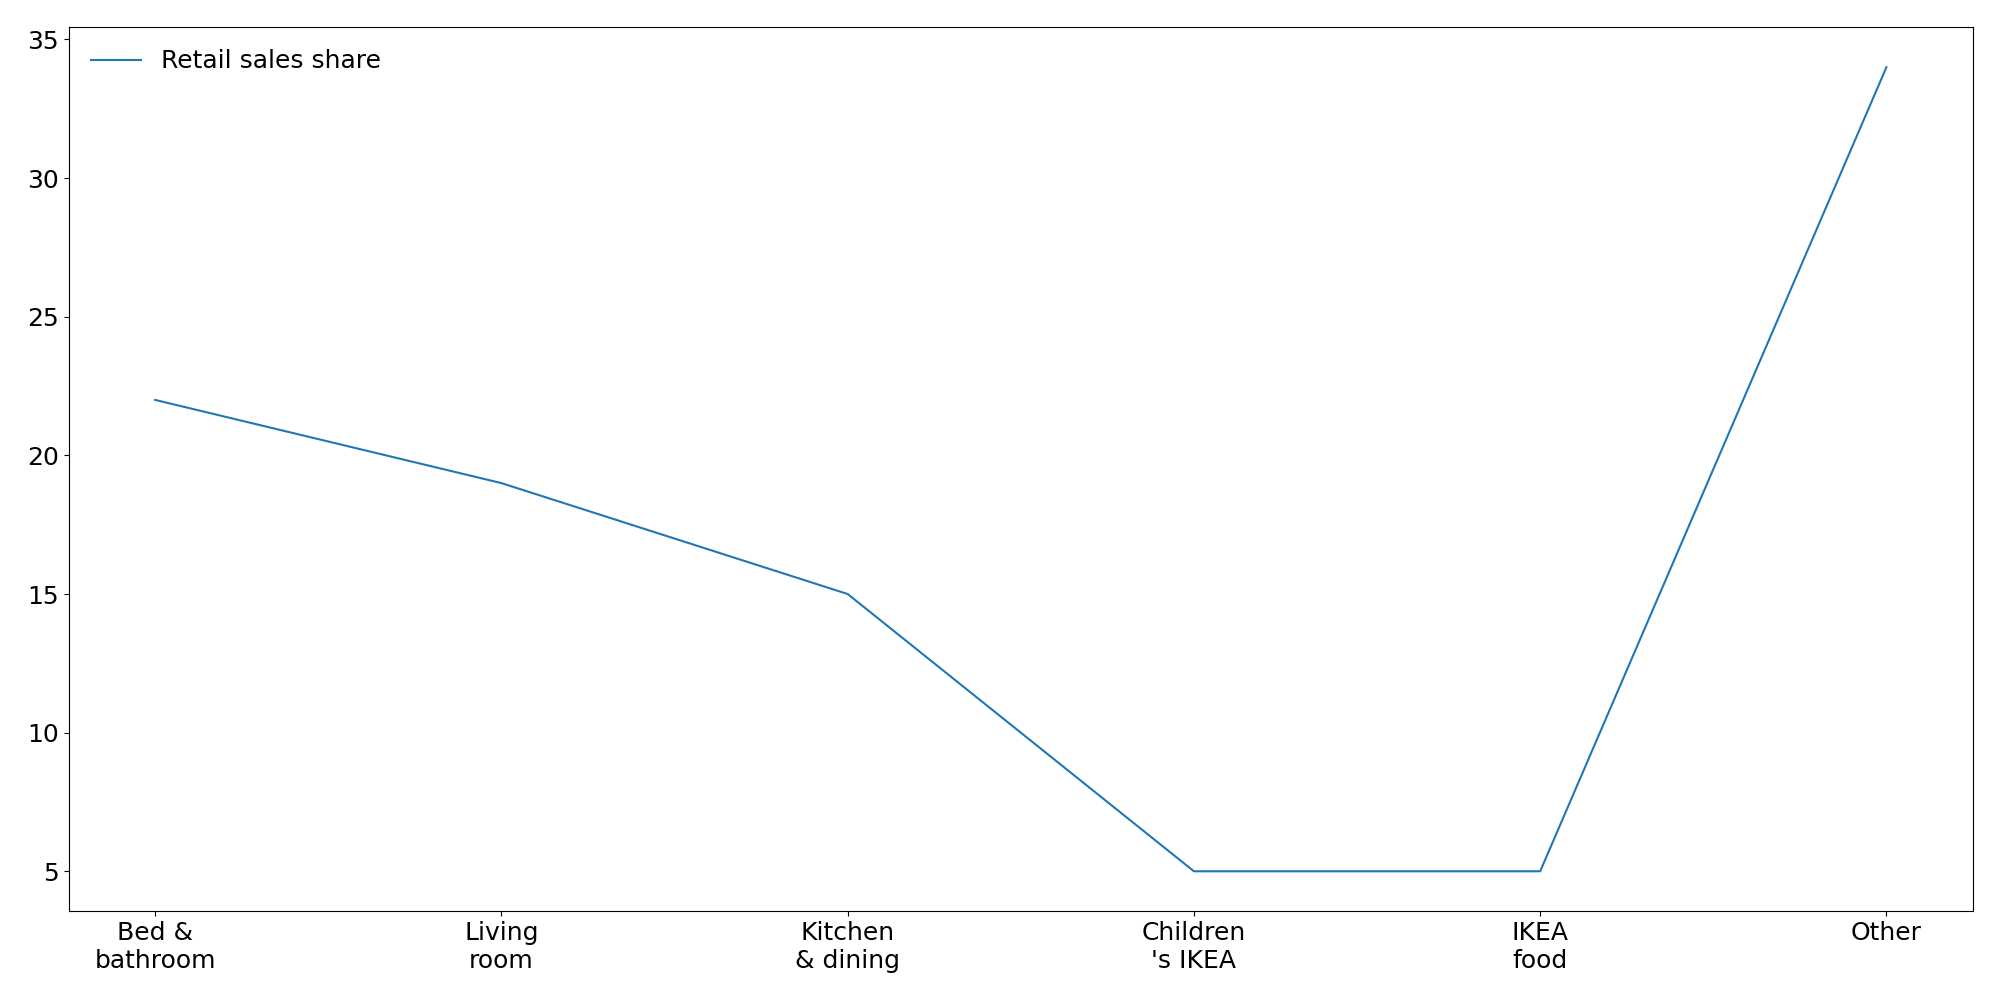 35
Retail sales share
30
25
20
15
10
5
Bed &
bathroom
Living
room
Kitchen
& dining
Children
's IKEA
IKEA
food
Other